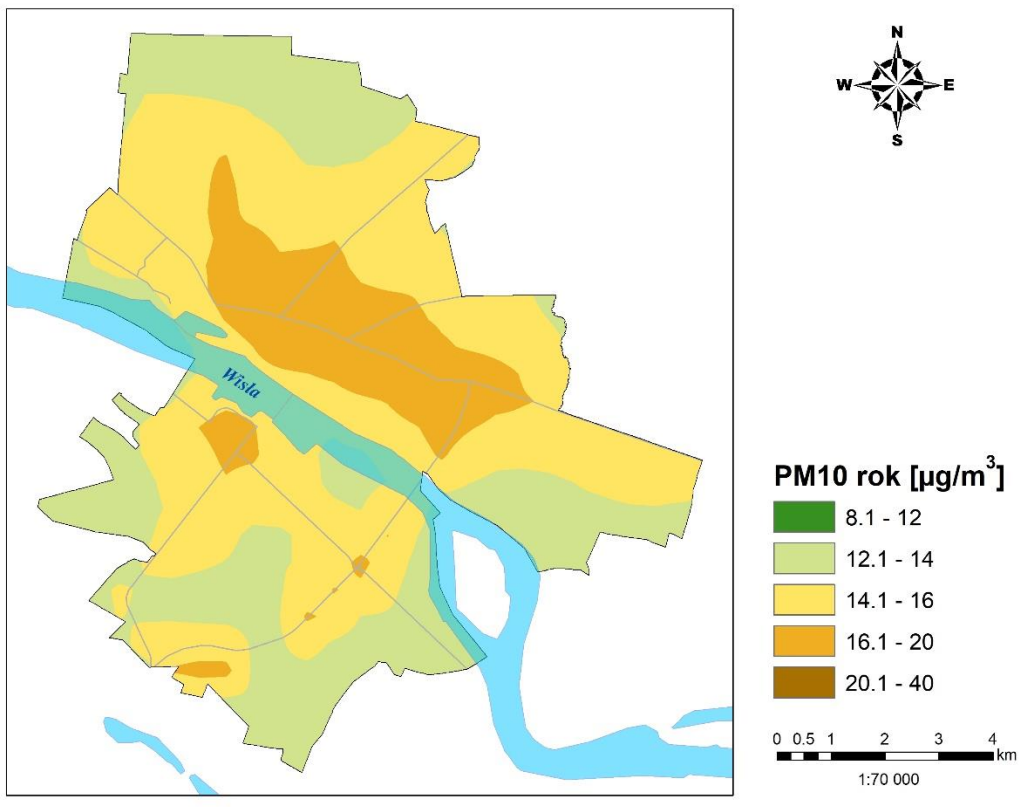 N
W E
S
Wisla
PM10 rok [µg/m³]
8.1 - 12
12.1 - 14
14.1 - 16
16.1 - 20
20.1 - 40
0 0.5 1 2 3 4
km
1:70 000